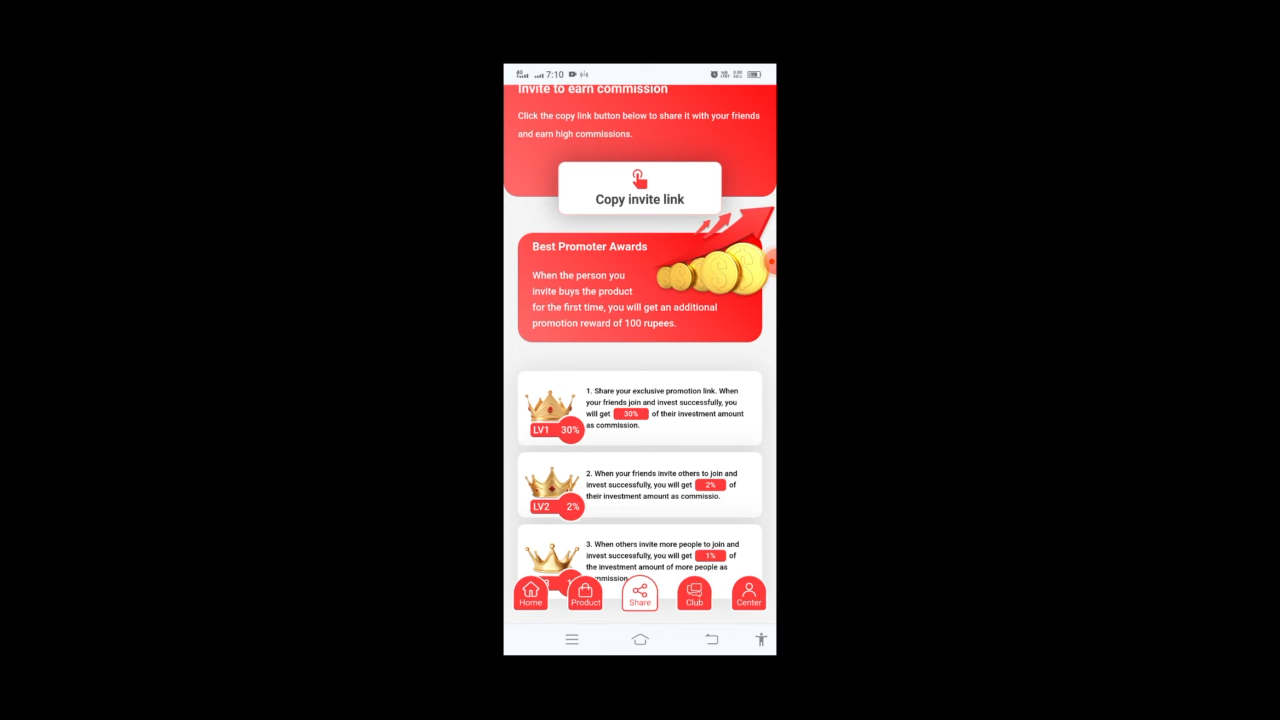 7:10
Invite to earn commission
Click the copy link button below to share it with your friends
and earn high commissions.
Copy invite link
Best Promoter Awards
When the person you
invite buys the product
for the first time, you will get an additional
promotion reward of 100 rupees.
1. Share your exclusive promotion link. When
your friends join and invest successfully, you
will get 30% of their investment amount
as commission.
LV1 30%
2. When your friends invite others to join and
invest successfully, you will get 2% of
their investment amount as commissio.
LV2 2%
3. When others invite more people to join and
invest successfully, you will get 1% of
the investment amount of more people as
Home Product Share Club Center